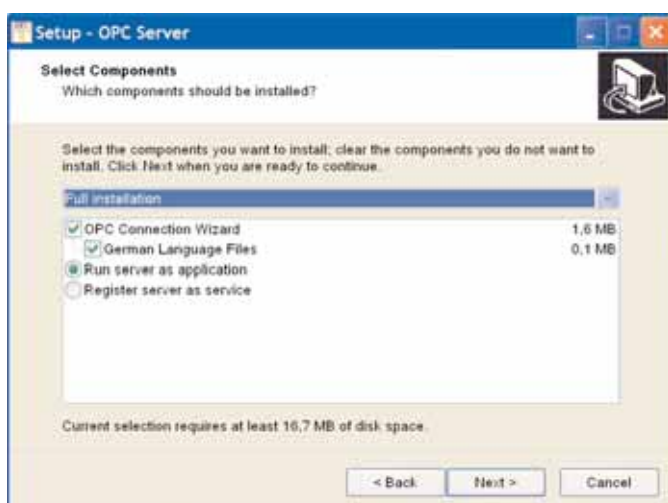 Setup - OPC Server
Select Components
Which components should be installed?
Select the components you want to install; clear the components you do not want to
install. Click Next when you are ready to continue.
Full installation
OPC Connection Wizard 1,6 MB
German Language Files 0,1 MB
Run server as application
Register server as service
Current selection requires at least 16,7 MB of disk space.
< Back Next > Cancel